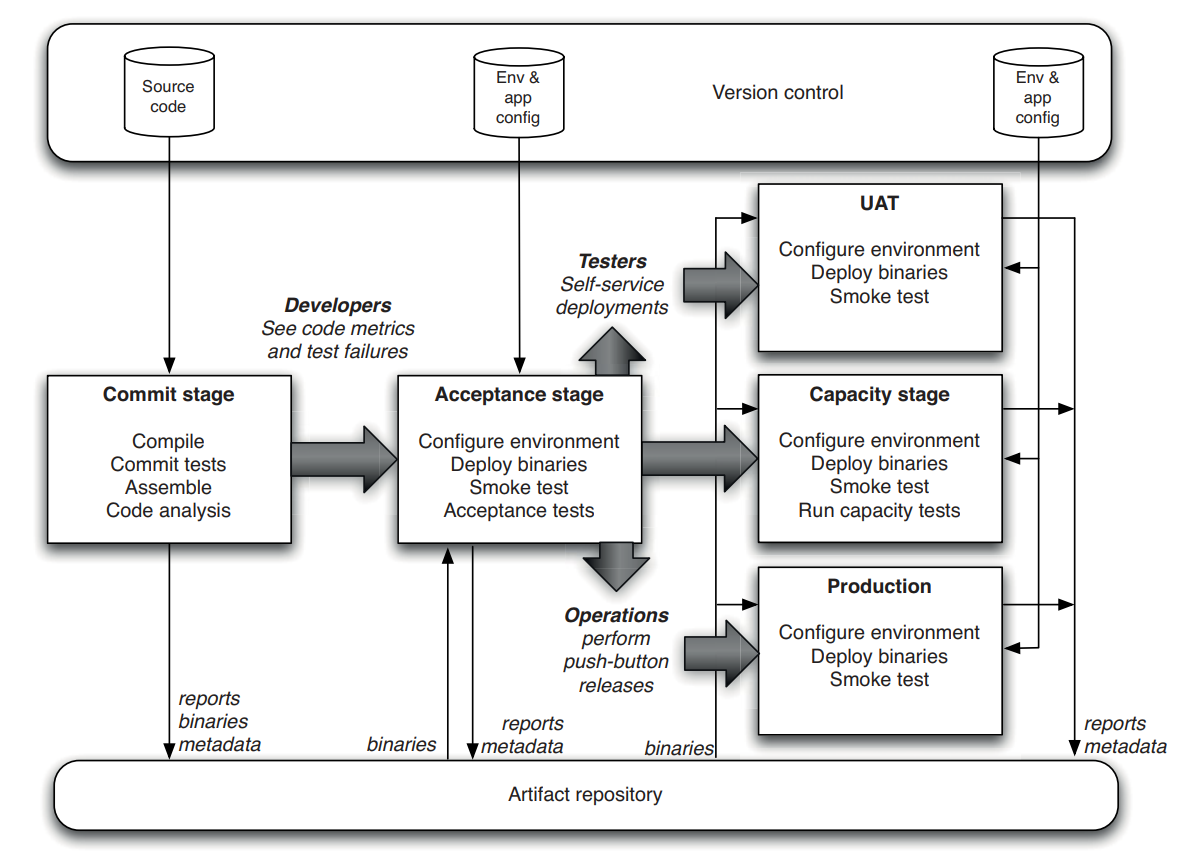 Source
code
Env &
app
config
Version control
Env &
app
config
UAT
Configure environment
Deploy binaries
Smoke test
Testers
Self-service
deployments
Developers
See code metrics
and test failures
Commit stage
Compile
Commit tests
Assemble
Code analysis
Acceptance stage
Configure environment
Deploy binaries
Smoke test
Acceptance tests
Capacity stage
Configure environment
Deploy binaries
Smoke test
Run capacity tests
Operations
perform
push-button
releases
Production
Configure environment
Deploy binaries
Smoke test
reports
binaries
metadata
binaries
reports
metadata
binaries
reports
metadata
Artifact repository